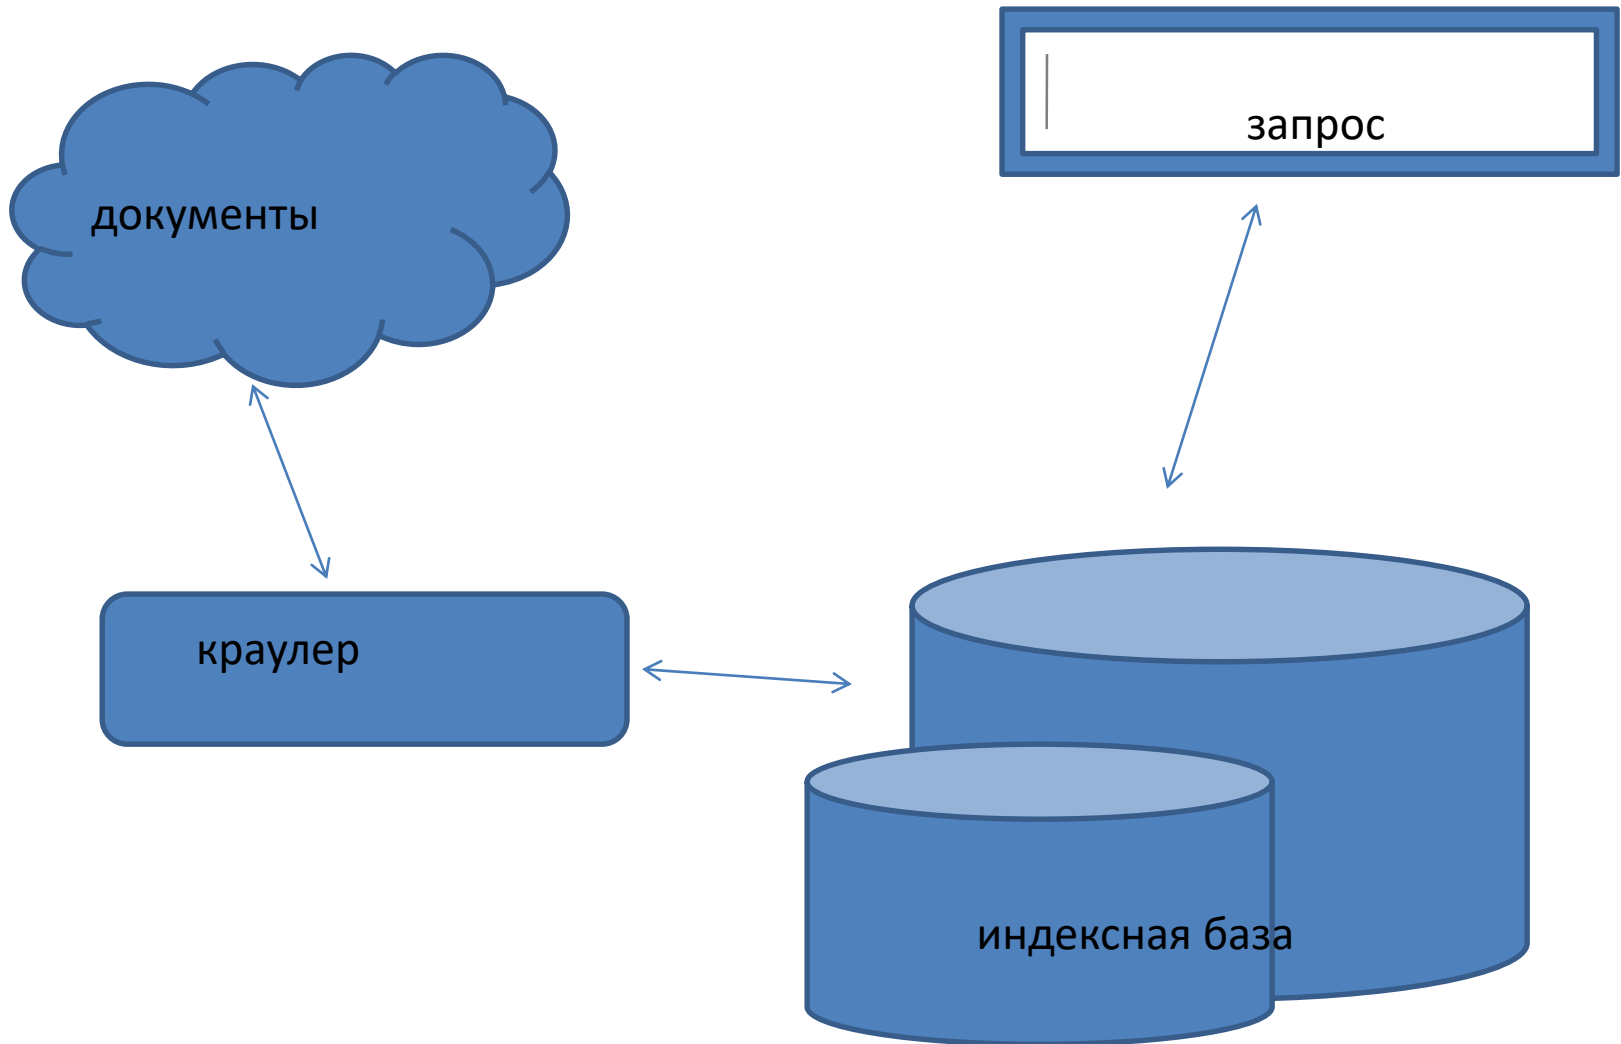 запрос
документы
краулер
индексная база